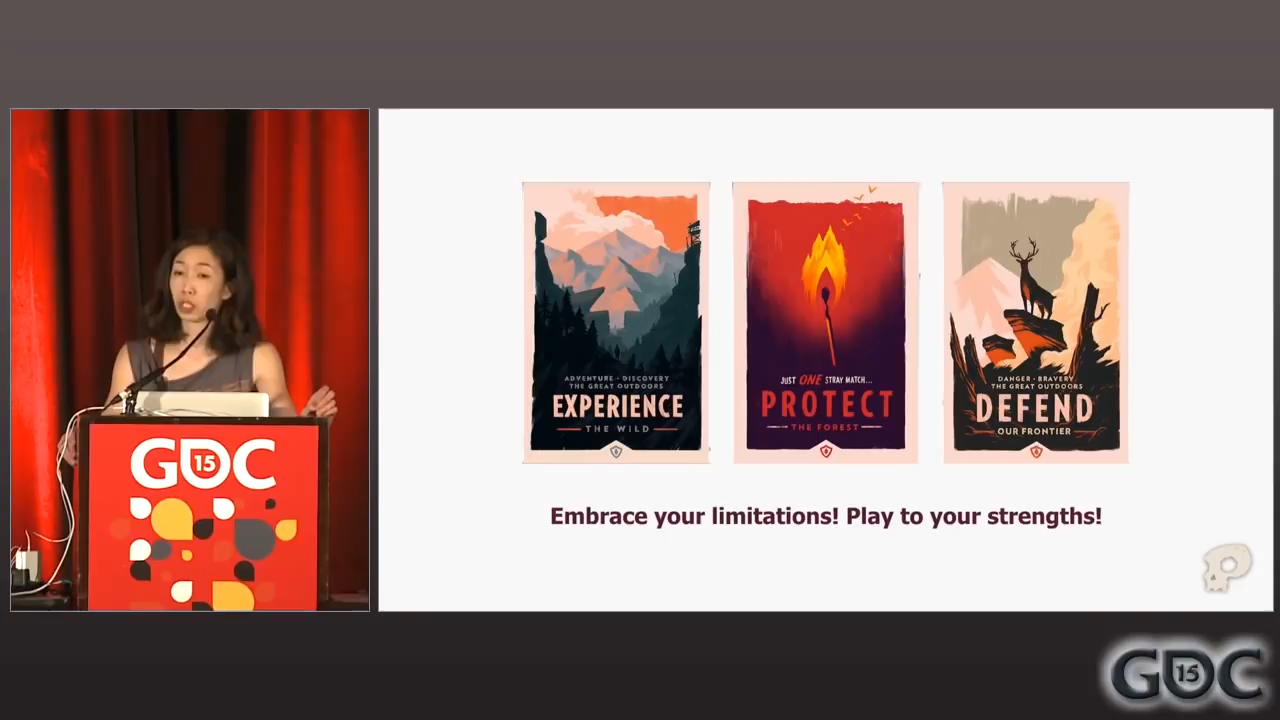 GDC
15
ADVENTURE · DISCOVERY
THE GREAT OUTDOORS
EXPERIENCE
THE WILD
JUST ONE STRAY MATCH...
PROTECT
THE FOREST
DANGER · BRAVERY
THE GREAT OUTDOORS
DEFEND
OUR FRONTIER
Embrace your limitations! Play to your strengths!
GDC
15